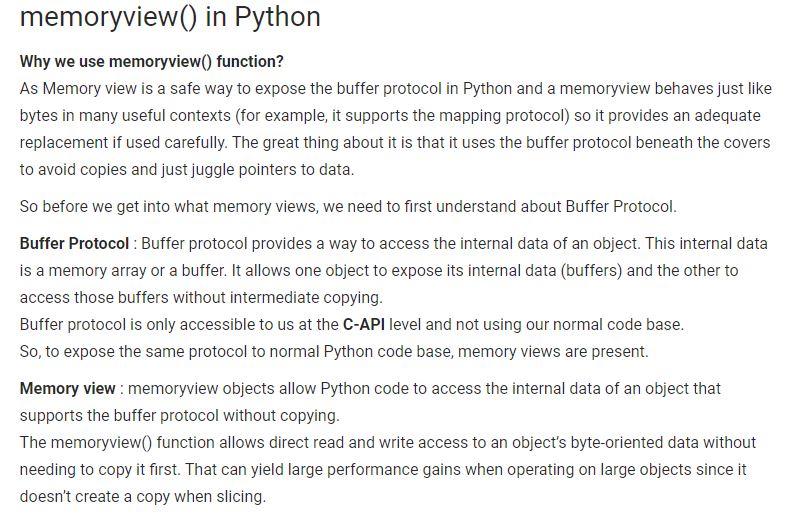 memoryview() in Python
Why we use memoryview() function?
As Memory view is a safe way to expose the buffer protocol in Python and a memoryview behaves just like
bytes in many useful contexts (for example, it supports the mapping protocol) so it provides an adequate
replacement if used carefully. The great thing about it is that it uses the buffer protocol beneath the covers
to avoid copies and just juggle pointers to data.
So before we get into what memory views, we need to first understand about Buffer Protocol.
Buffer Protocol : Buffer protocol provides a way to access the internal data of an object. This internal data
is a memory array or a buffer. It allows one object to expose its internal data (buffers) and the other to
access those buffers without intermediate copying.
Buffer protocol is only accessible to us at the C-API level and not using our normal code base.
So, to expose the same protocol to normal Python code base, memory views are present.
Memory view : memoryview objects allow Python code to access the internal data of an object that
supports the buffer protocol without copying.
The memoryview() function allows direct read and write access to an object’s byte-oriented data without
needing to copy it first. That can yield large performance gains when operating on large objects since it
doesn’t create a copy when slicing.